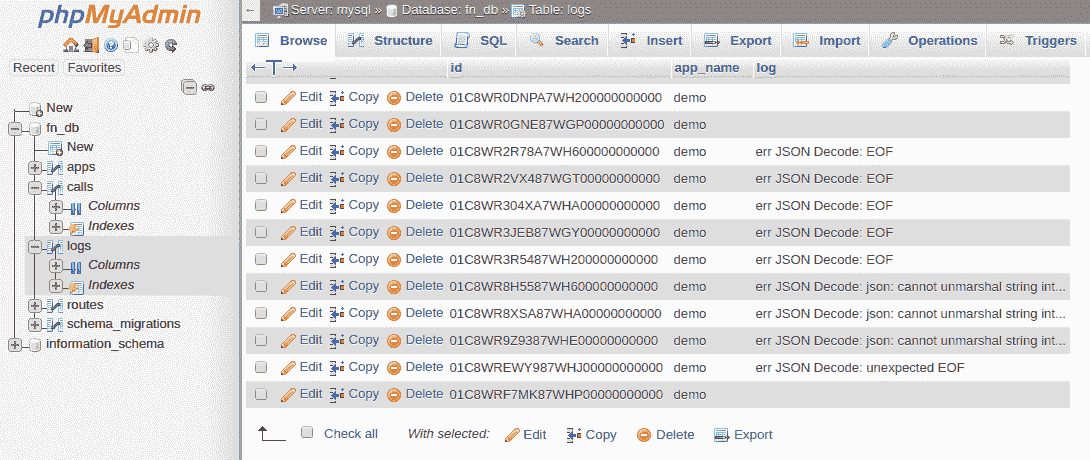 phpMyAdmin
Recent Favorites
New
fn_db
New
apps
calls
Columns
Indexes
logs
Columns
Indexes
routes
schema_migrations
information_schema
Server: mysql » Database: fn_db » Table: logs
Browse Structure SQL Search Insert Export Import Operations Triggers
id app_name log
Edit Copy Delete 01C8WR0DNPA7WH200000000000 demo
Edit Copy Delete 01C8WR0GNE87WGP00000000000 demo
Edit Copy Delete 01C8WR2R78A7WH600000000000 demo err JSON Decode: EOF
Edit Copy Delete 01C8WR2VX487WGT00000000000 demo err JSON Decode: EOF
Edit Copy Delete 01C8WR304XA7WHA00000000000 demo err JSON Decode: EOF
Edit Copy Delete 01C8WR3JEB87WGY00000000000 demo err JSON Decode: EOF
Edit Copy Delete 01C8WR3R5487WH200000000000 demo err JSON Decode: EOF
Edit Copy Delete 01C8WR8H5587WH600000000000 demo err JSON Decode: json: cannot unmarshal string int...
Edit Copy Delete 01C8WR8XSA87WHA00000000000 demo err JSON Decode: json: cannot unmarshal string int...
Edit Copy Delete 01C8WR9Z9387WHE00000000000 demo err JSON Decode: json: cannot unmarshal string int...
Edit Copy Delete 01C8WREWY987WHJ00000000000 demo err JSON Decode: unexpected EOF
Edit Copy Delete 01C8WRF7MK87WHP00000000000 demo
Check all With selected: Edit Copy Delete Export